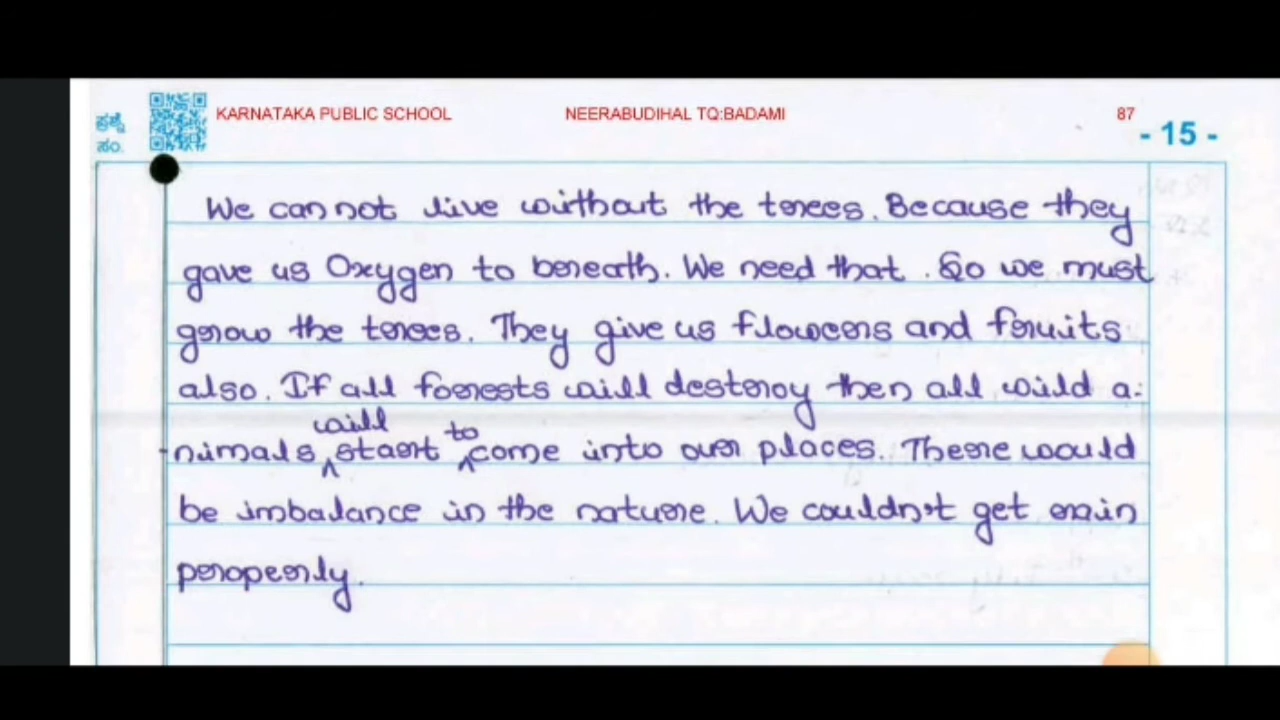 ಪ್ರಶ್ನೆ
ಸಂ.
KARNATAKA PUBLIC SCHOOL NEERABUDIHAL TQ:BADAMI 87
- 15 -
We can not live without the trees. Because they
gave us Oxygen to breath. We need that. So we must
grow the trees. They give us flowers and fruits
also. If all forests will destroy then all wild a-
nimals will start to come into our places. There would
be imbalance in the nature. We couldn't get rain
properly.